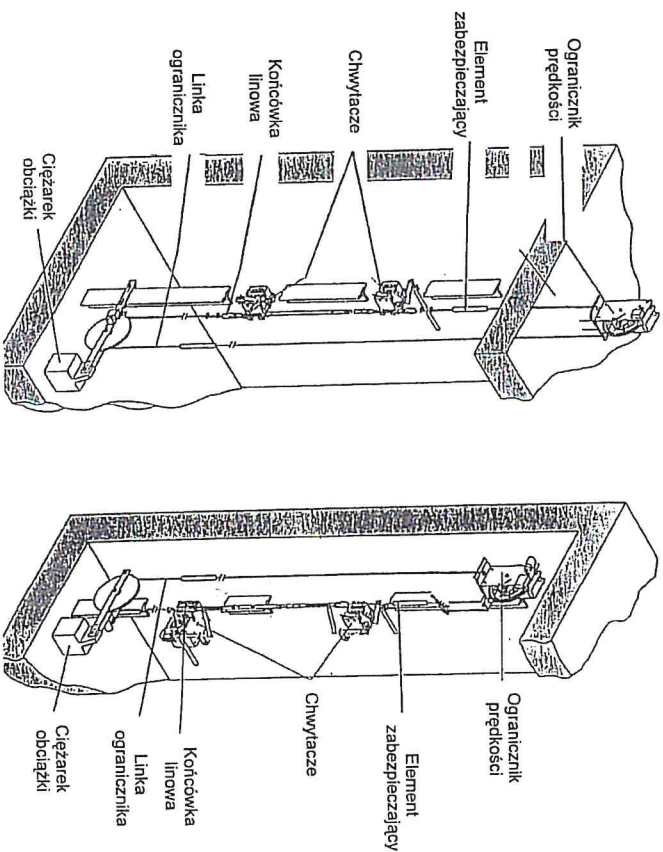 Ogranicznik
prędkości
Element
zabezpieczający
Chwytacze
Końcówka
linowa
Linka
ogranicznika
Ciężarek
obciążki
Ogranicznik
prędkości
Element
zabezpieczający
Chwytacze
Końcówka
linowa
Linka
ogranicznika
Ciężarek
obciążki